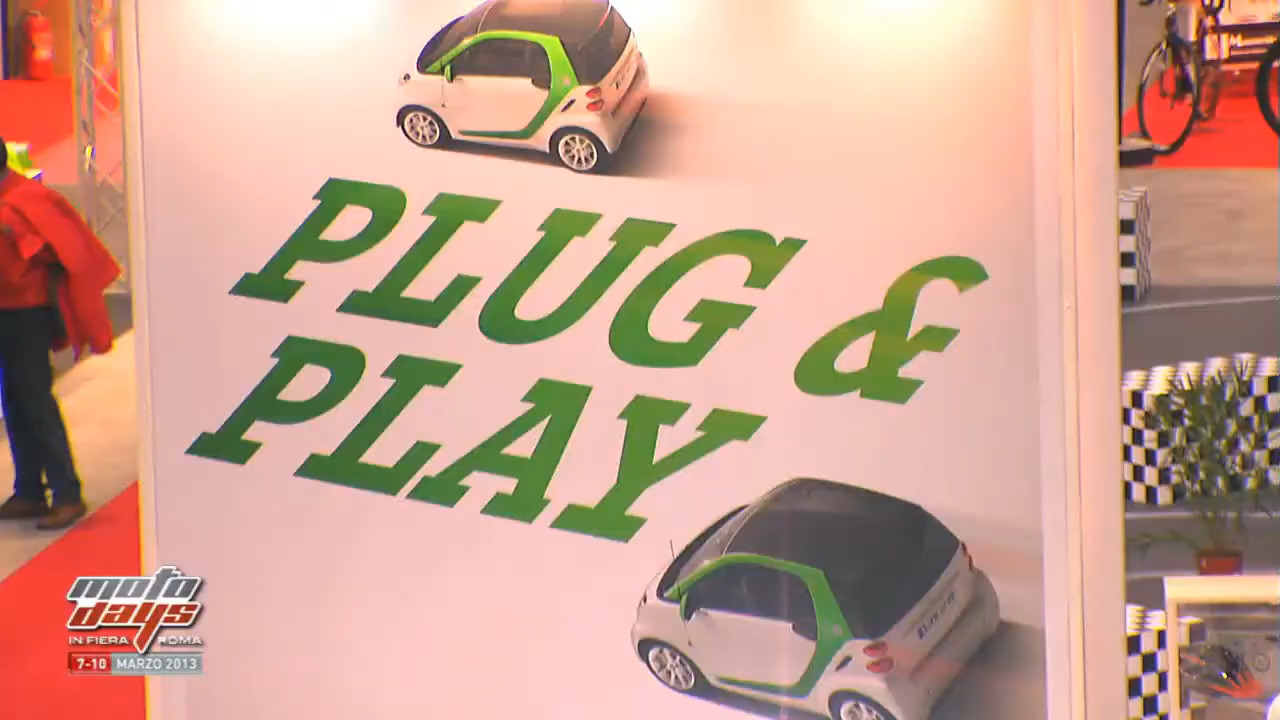 PLUG &
PLAY
moto
days
IN FIERA ROMA
7-10 MARZO 2013